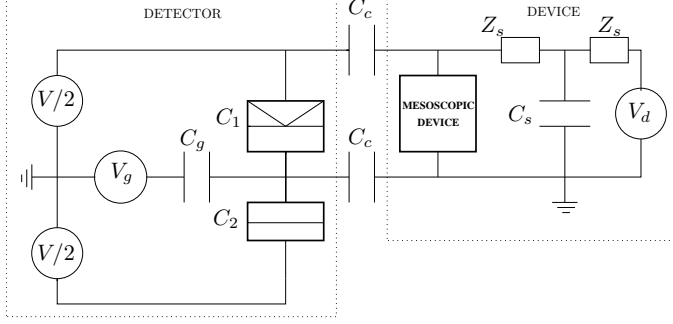 DETECTOR
DEVICE
C_c
Z_s
Z_s
V/2
C_1
MESOSCOPIC
DEVICE
C_s
V_d
C_g
C_c
V_g
C_2
V/2